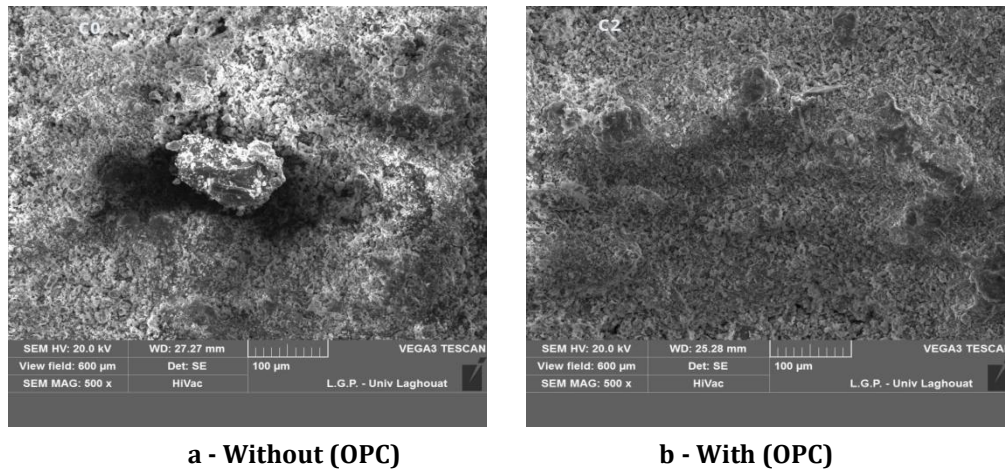 C0
SEM HV: 20.0 kV WD: 27.27 mm VEGA3 TESCAN
View field: 600 µm Det: SE 100 µm
SEM MAG: 500 x HiVac L.G.P. - Univ Laghouat
a - Without (OPC)
C2
SEM HV: 20.0 kV WD: 25.28 mm VEGA3 TESCAN
View field: 600 µm Det: SE 100 µm
SEM MAG: 500 x HiVac L.G.P. - Univ Laghouat
b - With (OPC)